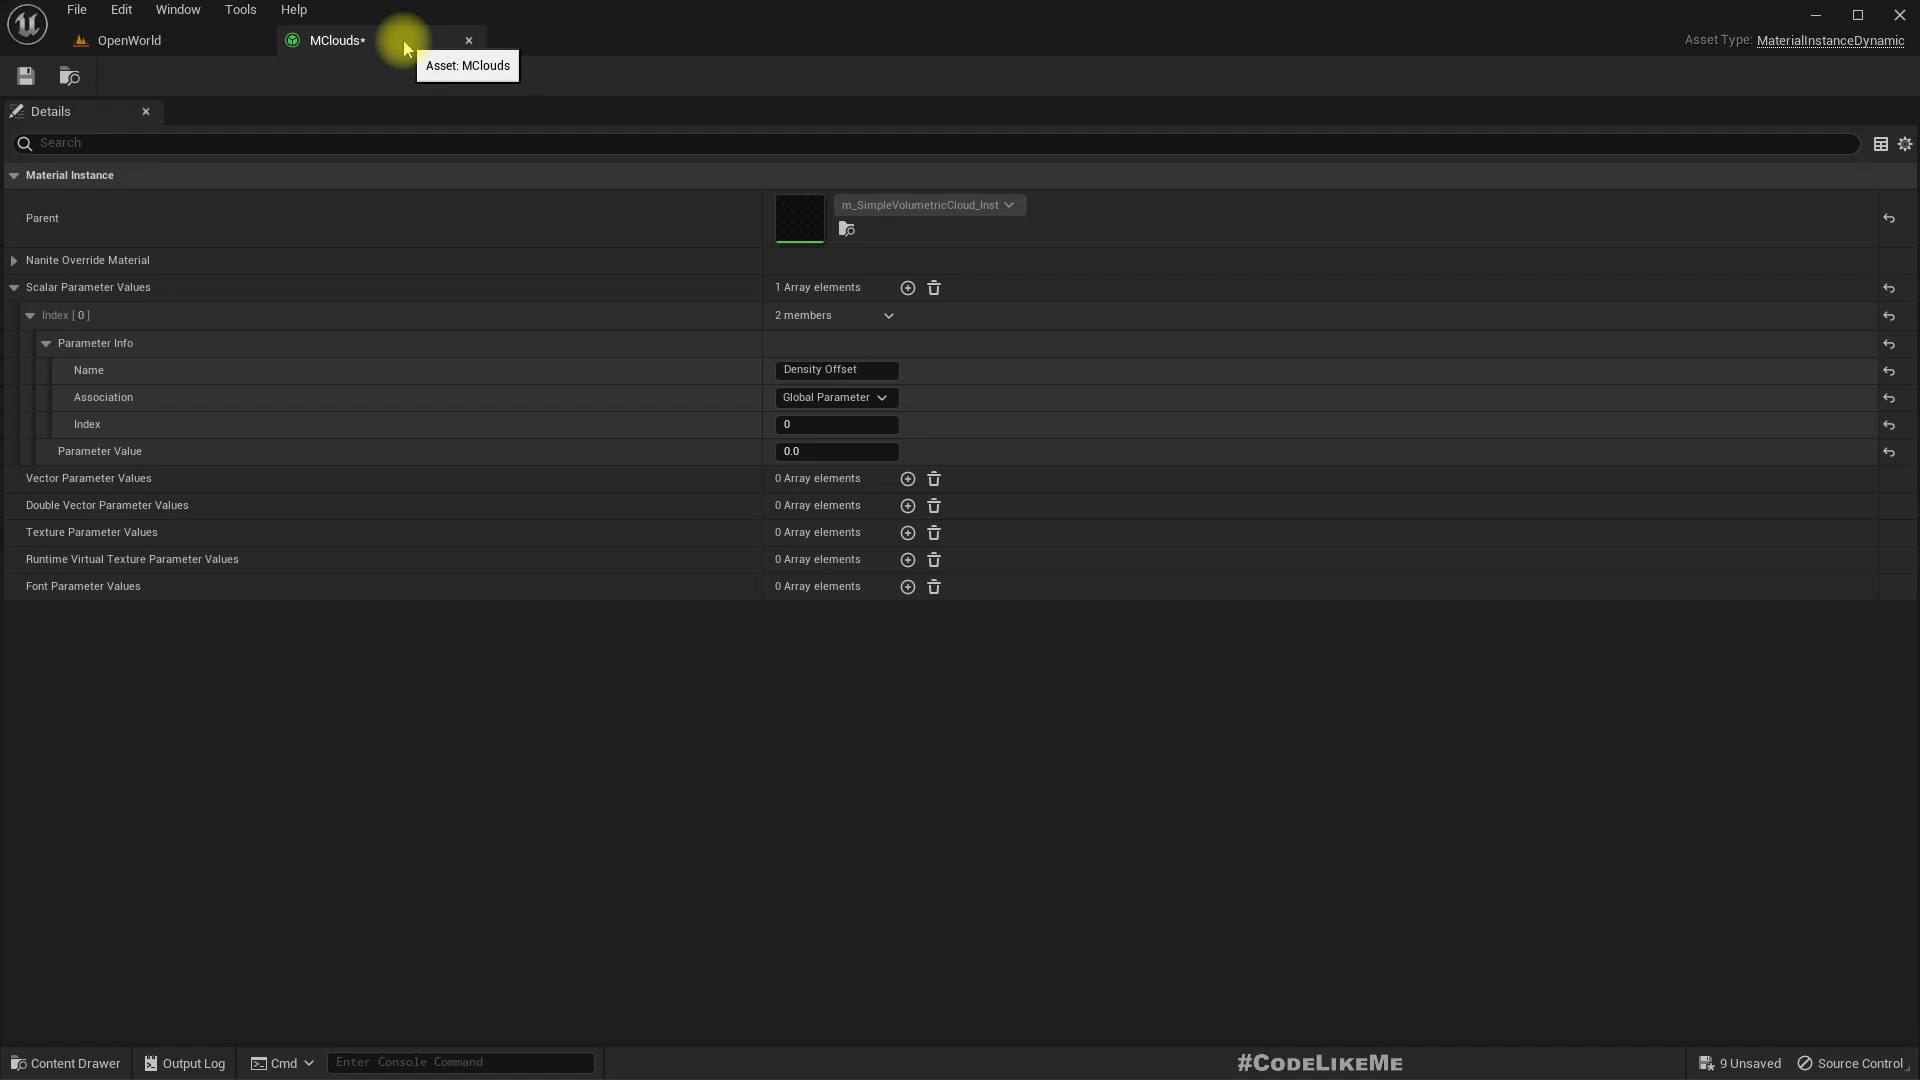 File Edit Window Tools Help
OpenWorld MClouds* Asset Type: MaterialInstanceDynamic
Asset: MClouds
Details
Search
Material Instance
Parent m_SimpleVolumetricCloud_Inst
Nanite Override Material
Scalar Parameter Values 1 Array elements
Index [ 0 ] 2 members
Parameter Info
Name Density Offset
Association Global Parameter
Index 0
Parameter Value 0.0
Vector Parameter Values 0 Array elements
Double Vector Parameter Values 0 Array elements
Texture Parameter Values 0 Array elements
Runtime Virtual Texture Parameter Values 0 Array elements
Font Parameter Values 0 Array elements
Content Drawer Output Log Cmd Enter Console Command #CodeLikeMe 9 Unsaved Source Control